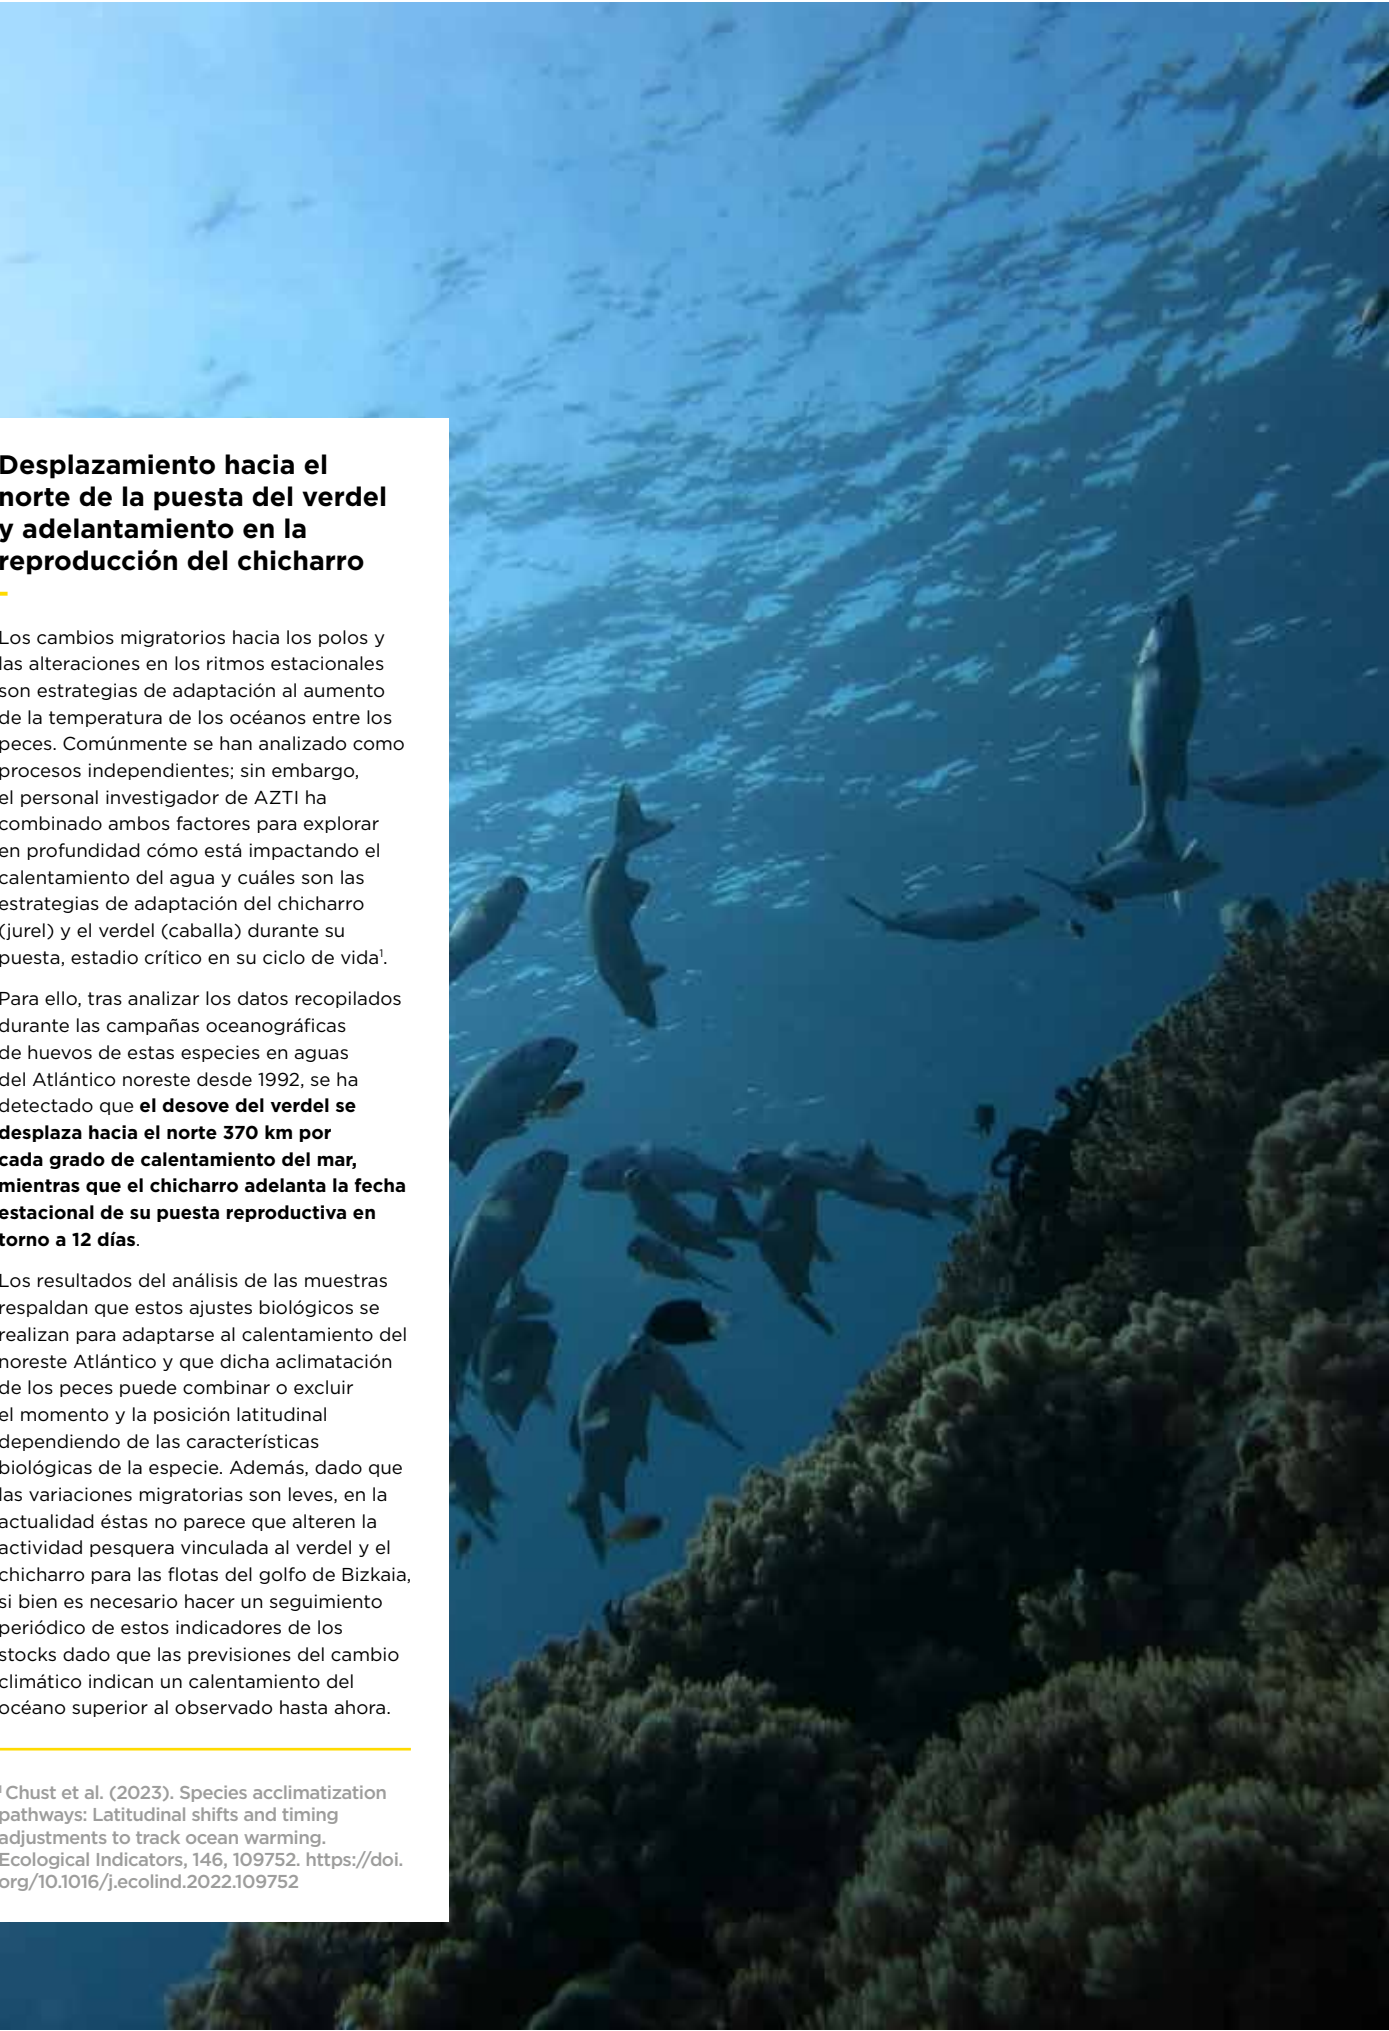 Desplazamiento hacia el
norte de la puesta del verdel
y adelantamiento en la
reproducción del chicharro
Los cambios migratorios hacia los polos y
las alteraciones en los ritmos estacionales
son estrategias de adaptación al aumento
de la temperatura de los océanos entre los
peces. Comúnmente se han analizado como
procesos independientes; sin embargo,
el personal investigador de AZTI ha
combinado ambos factores para explorar
en profundidad cómo está impactando el
calentamiento del agua y cuáles son las
estrategias de adaptación del chicharro
(jurel) y el verdel (caballa) durante su
puesta, estadio crítico en su ciclo de vida¹.
Para ello, tras analizar los datos recopilados
durante las campañas oceanográficas
de huevos de estas especies en aguas
del Atlántico noreste desde 1992, se ha
detectado que el desove del verdel se
desplaza hacia el norte 370 km por
cada grado de calentamiento del mar,
mientras que el chicharro adelanta la fecha
estacional de su puesta reproductiva en
torno a 12 días.
Los resultados del análisis de las muestras
respaldan que estos ajustes biológicos se
realizan para adaptarse al calentamiento del
noreste Atlántico y que dicha aclimatación
de los peces puede combinar o excluir
el momento y la posición latitudinal
dependiendo de las características
biológicas de la especie. Además, dado que
las variaciones migratorias son leves, en la
actualidad éstas no parece que alteren la
actividad pesquera vinculada al verdel y el
chicharro para las flotas del golfo de Bizkaia,
si bien es necesario hacer un seguimiento
periódico de estos indicadores de los
stocks dado que las previsiones del cambio
climático indican un calentamiento del
océano superior al observado hasta ahora.
¹ Chust et al. (2023). Species acclimatization
pathways: Latitudinal shifts and timing
adjustments to track ocean warming.
Ecological Indicators, 146, 109752. https://doi.
org/10.1016/j.ecolind.2022.109752